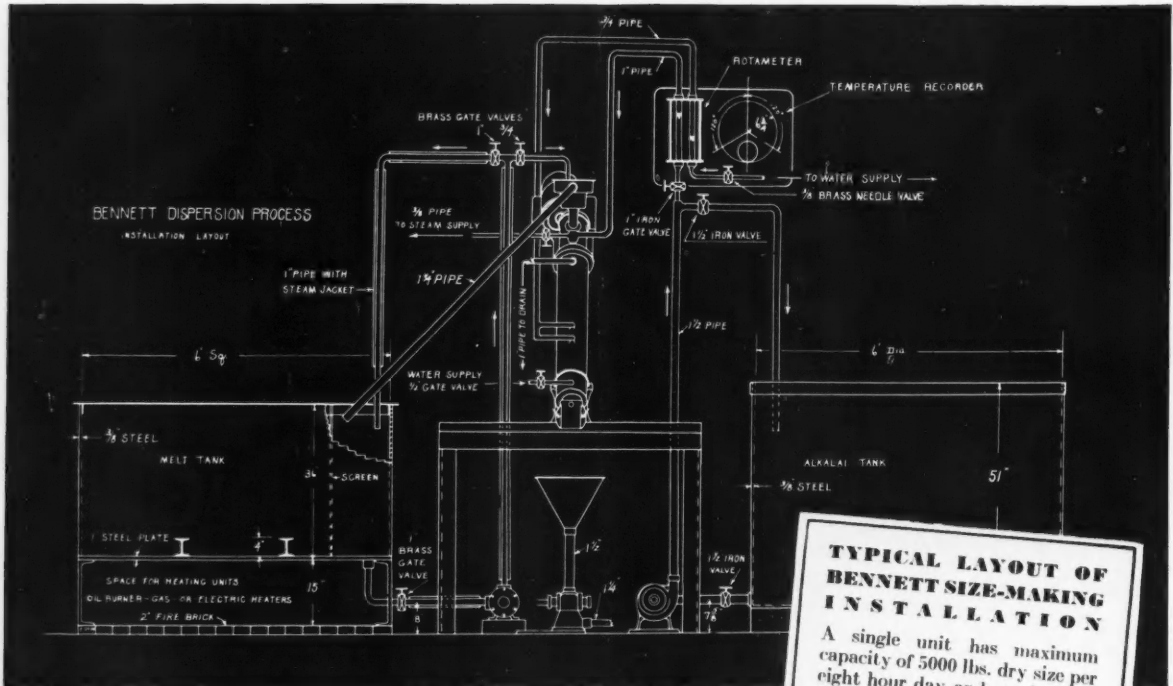 3/4 PIPE
1" PIPE
ROTAMETER
TEMPERATURE RECORDER
BRASS GATE VALVES
1" 3/4
TO WATER SUPPLY
3/8 BRASS NEEDLE VALVE
BENNETT DISPERSION PROCESS
INSTALLATION LAYOUT
3/8 PIPE
TO STEAM SUPPLY
1" IRON
GATE VALVE
1 1/2" IRON VALVE
1" PIPE WITH
STEAM JACKET
1 3/4" PIPE
1 PIPE TO DRAIN
1 1/2 PIPE
6' Sq.
6' Dia.
WATER SUPPLY
1/2" GATE VALVE
3/8 STEEL
MELT TANK
SCREEN
ALKALAI TANK
51"
3/8" STEEL
1" STEEL PLATE
4"
1"
BRASS
GATE
VALVE
1 1/2"
1 1/2 IRON
VALVE
SPACE FOR HEATING UNITS
OIL BURNER-GAS-OR ELECTRIC HEATERS
15"
2" FIRE BRICK
8
1 1/4"
TYPICAL LAYOUT OF
BENNETT SIZE-MAKING
INSTALLATION
A single unit has maximum
capacity of 5000 lbs. dry size per
eight hour day